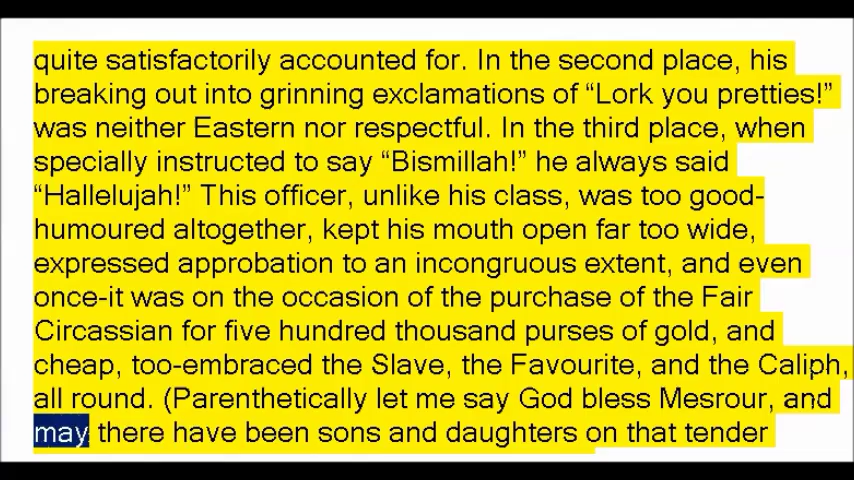 quite satisfactorily accounted for. In the second place, his
breaking out into grinning exclamations of “Lork you pretties!”
was neither Eastern nor respectful. In the third place, when
specially instructed to say “Bismillah!” he always said
“Hallelujah!” This officer, unlike his class, was too good-
humoured altogether, kept his mouth open far too wide,
expressed approbation to an incongruous extent, and even
once-it was on the occasion of the purchase of the Fair
Circassian for five hundred thousand purses of gold, and
cheap, too-embraced the Slave, the Favourite, and the Caliph,
all round. (Parenthetically let me say God bless Mesrour, and
may there have been sons and daughters on that tender